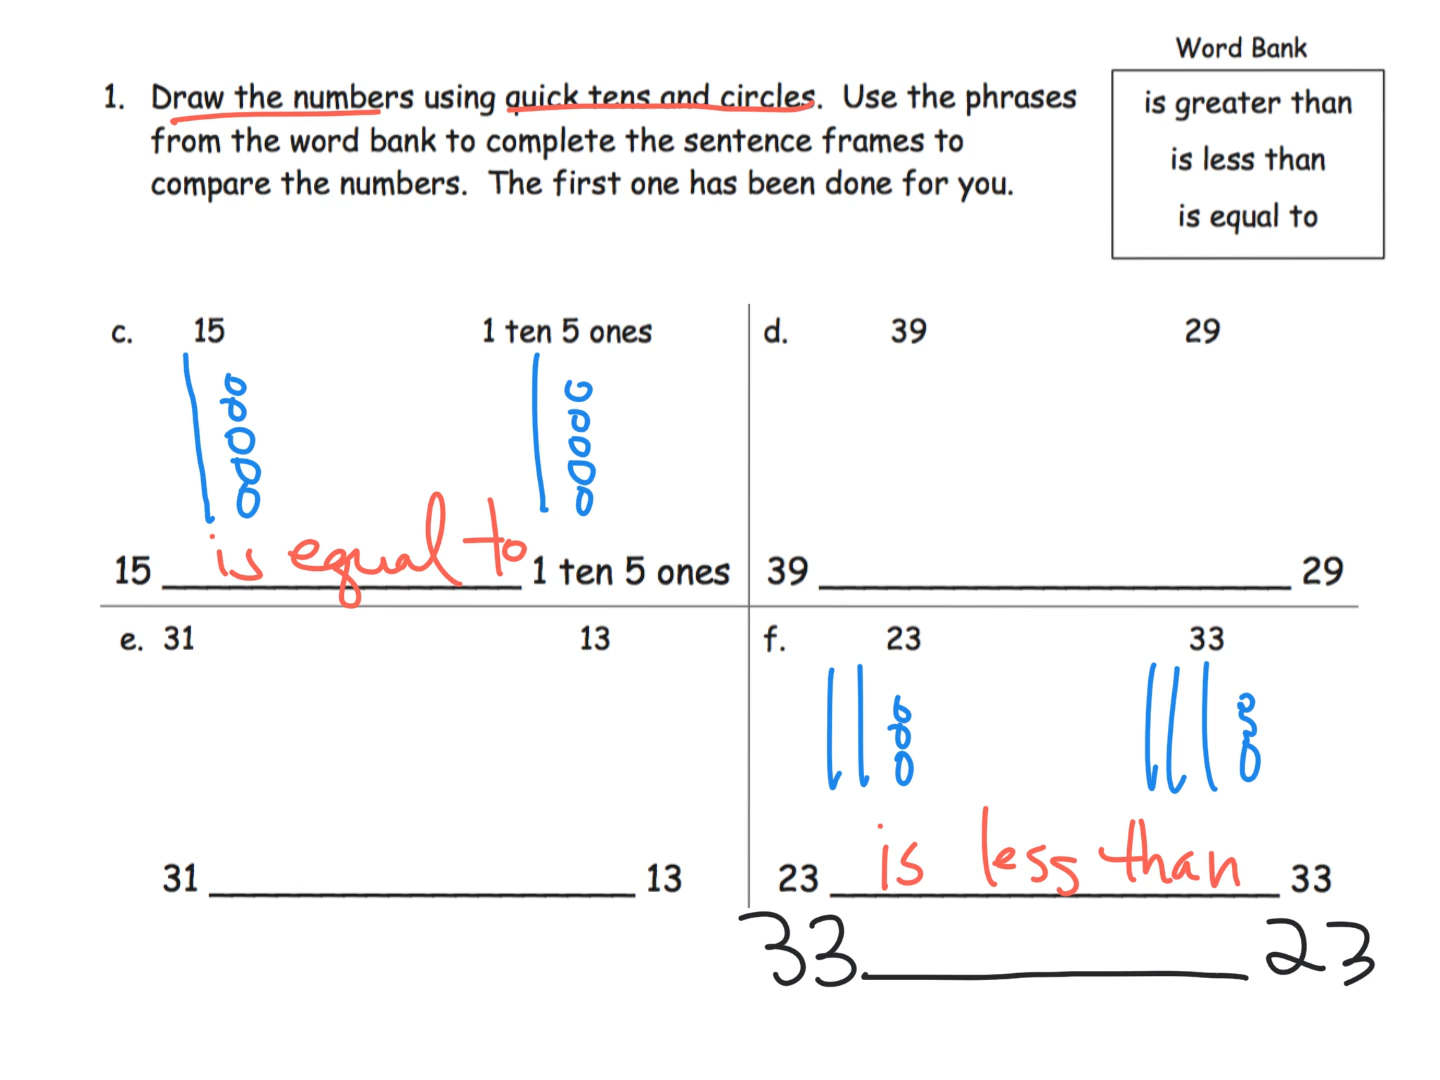 Word Bank
1. Draw the numbers using quick tens and circles. Use the phrases
from the word bank to complete the sentence frames to
compare the numbers. The first one has been done for you.
is greater than
is less than
is equal to
c. 15 1 ten 5 ones
15 is equal to 1 ten 5 ones
d. 39 29
39 ____ 29
e. 31 13
31 ____ 13
f. 23 33
23 is less than 33
33 ____ 23